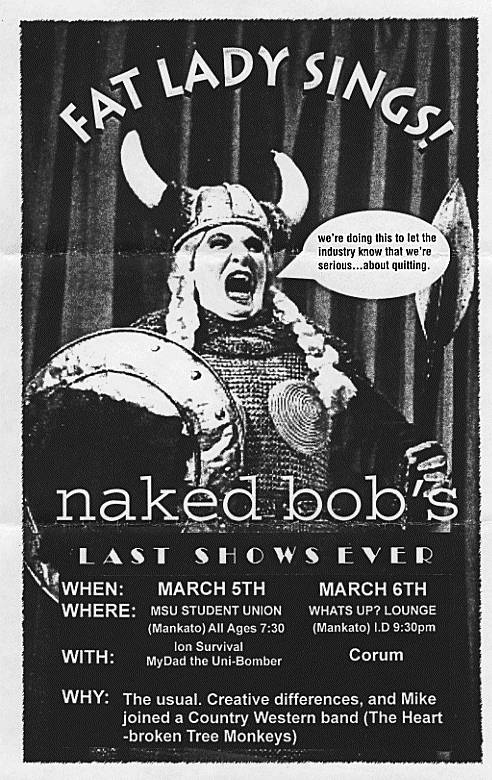 FAT LADY SINGS!
we're doing this to let the
industry know that we're
serious...about quitting.
naked bob's
LAST SHOWS EVER
WHEN: MARCH 5TH MARCH 6TH
WHERE: MSU STUDENT UNION WHATS UP? LOUNGE
(Mankato) All Ages 7:30 (Mankato) I.D 9:30pm
WITH: Ion Survival
MyDad the Uni-Bomber Corum
WHY: The usual. Creative differences, and Mike
joined a Country Western band (The Heart
-broken Tree Monkeys)